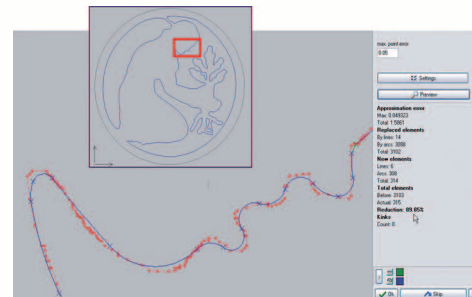 max. point error
0.05
Settings
Preview
Approximation error
Max: 0.049323
Total: 1.5661
Replaced elements
By lines: 14
By arcs: 3088
Total: 3102
New elements
Lines: 6
Arcs: 308
Total: 314
Total elements
Before: 3103
Actual: 315
Reduction: 89.85%
Kinks
Count: 0
Ok
Skip